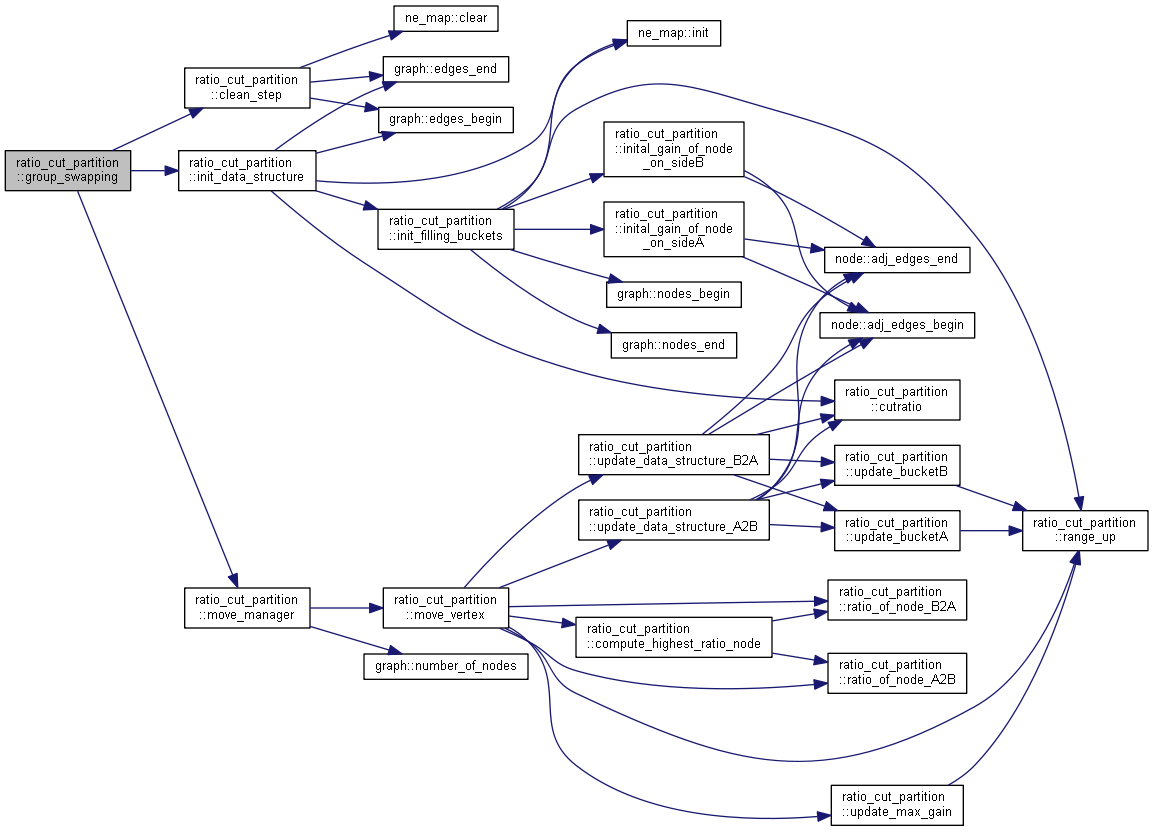 ratio_cut_partition
::group_swapping
ratio_cut_partition
::clean_step
ratio_cut_partition
::init_data_structure
ratio_cut_partition
::move_manager
ne_map::clear
graph::edges_end
graph::edges_begin
ratio_cut_partition
::init_filling_buckets
ratio_cut_partition
::move_vertex
graph::number_of_nodes
ne_map::init
ratio_cut_partition
::inital_gain_of_node
_on_sideB
ratio_cut_partition
::inital_gain_of_node
_on_sideA
graph::nodes_begin
graph::nodes_end
ratio_cut_partition
::update_data_structure_B2A
ratio_cut_partition
::update_data_structure_A2B
ratio_cut_partition
::compute_highest_ratio_node
node::adj_edges_end
node::adj_edges_begin
ratio_cut_partition
::cutratio
ratio_cut_partition
::update_bucketB
ratio_cut_partition
::update_bucketA
ratio_cut_partition
::ratio_of_node_B2A
ratio_cut_partition
::ratio_of_node_A2B
ratio_cut_partition
::update_max_gain
ratio_cut_partition
::range_up